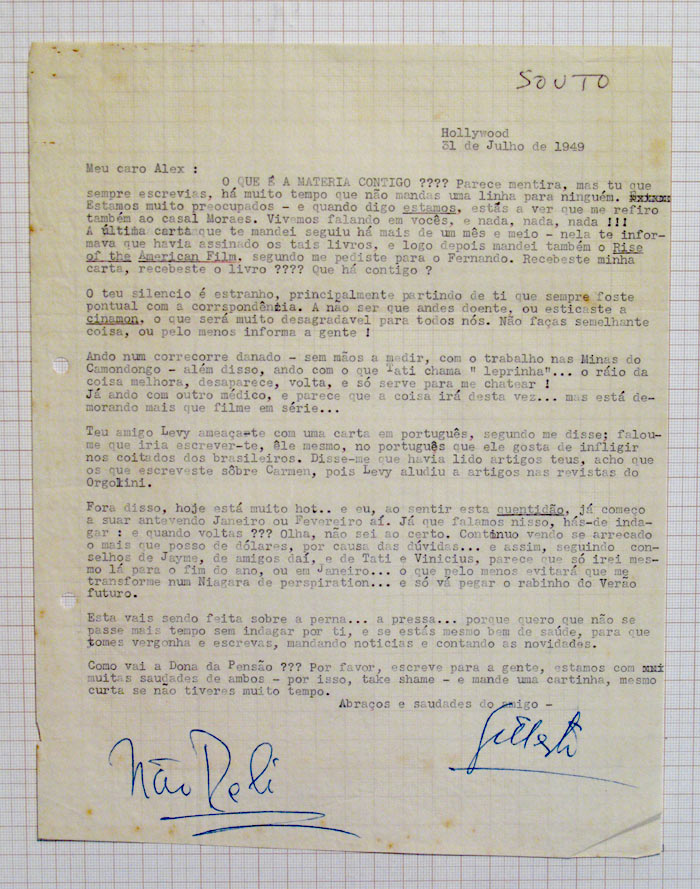 SOUTO
Hollywood
31 de Julho de 1949
Meu caro Alex :
O QUE É A MATERIA CONTIGO ???? Parece mentira, mas tu que
sempre escrevias, há muito tempo que não mandas uma linha para ninguém.
Estamos muito preocupados - e quando digo estamos, estás a ver que me refiro
também ao casal Moraes. Vivemos falando em vocês, e nada, nada, nada !!!
A última carta que te mandei seguiu há mais de um mês e meio - nela te infor-
mava que havia assinado os tais livros, e logo depois mandei também o Rise
of the American Film, segundo me pediste para o Fernando. Recebeste minha
carta, recebeste o livro ???? Que há contigo ?
O teu silencio é estranho, principalmente partindo de ti que sempre foste
pontual com a corrspondência. A não ser que andes doente, ou esticaste a
cinamon, o que será muito desagradavel para todos nós. Não faças semelhante
coisa, ou pelo menos informa a gente !
Ando num correcorre danado - sem mãos a medir, com o trabalho nas Minas do
Camondongo - além disso, ando com o que Tati chama " leprinha"... o ráio da
coisa melhora, desaparece, volta, e só serve para me chatear !
Já ando com outro médico, e parece que a coisa irá desta vez... mas está de-
morando mais que filme em série...
Teu amigo Levy ameaça-te com uma carta em português, segundo me disse; falou-
me que iria escrever-te, êle mesmo, no português que ele gosta de infligir
nos coitados dos brasileiros. Disse-me que havia lido artigos teus, acho que
os que escreveste sôbre Carmen, pois Levy aludiu a artigos nas revistas do
Orgolini.
Fora disso, hoje está muito hot.. e eu, ao sentir esta quentidão, já começo
a suar antevendo Janeiro ou Fevereiro aí. Já que falamos nisso, hás-de inda-
gar : e quando voltas ??? Olha, não sei ao certo. Contínuo vendo se arrecado
o mais que posso de dólares, por causa das dúvidas... e assim, seguindo con-
selhos de Jayme, de amigos daí, e de Tati e Vinicius, parece que só irei mes-
mo lá para o fim do ano, ou em Janeiro... o que pelo menos evitará que me
transforme num Niagara de perspiration... e só vá pegar o rabinho do Verão
futuro.
Esta vais sendo feita sobre a perna... a pressa... porque quero que não se
passe mais tempo sem indagar por ti, e se estás mesmo bem de saúde, para que
tomes vergonha e escrevas, mandando noticias e contando as novidades.
Como vai a Dona da Pensão ??? Por favor, escreve para a gente, estamos com
muitas saudades de ambos - por isso, take shame - e mande uma cartinha, mesmo
curta se não tiveres muito tempo.
Abraços e saudades do amigo -
Gilberto
Não Reli